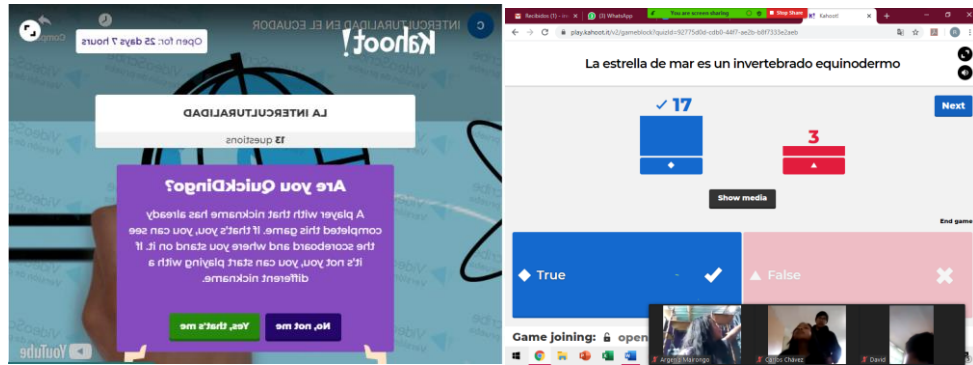 C INTERCULTURALIDAD EN EL ECUADOR
Kahoot!
Open for: 25 days 7 hours
LA INTERCULTURALIDAD
13 questions
Are you QuickDingo?
A player with that nickname has already
completed this game. If that's you, you can see
the scoreboard and where you stand on it. If
it's not you, you can start playing with a
different nickname.
No, not me
Yes, that's me
YouTube
WhatsApp
You are screen sharing
Stop Share
Kahoot!
La estrella de mar es un invertebrado equinodermo
17
3
Next
Show media
End game
True
False
Game joining: open
Carlos Chávez
David